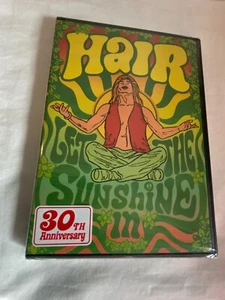 HAIR
LET THE
SUNSHINE
in
30TH
Anniversary